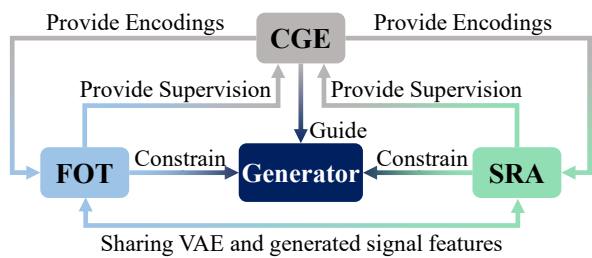 Provide Encodings
Provide Encodings
CGE
Provide Supervision
Provide Supervision
Guide
FOT
Constrain
Generator
Constrain
SRA
Sharing VAE and generated signal features